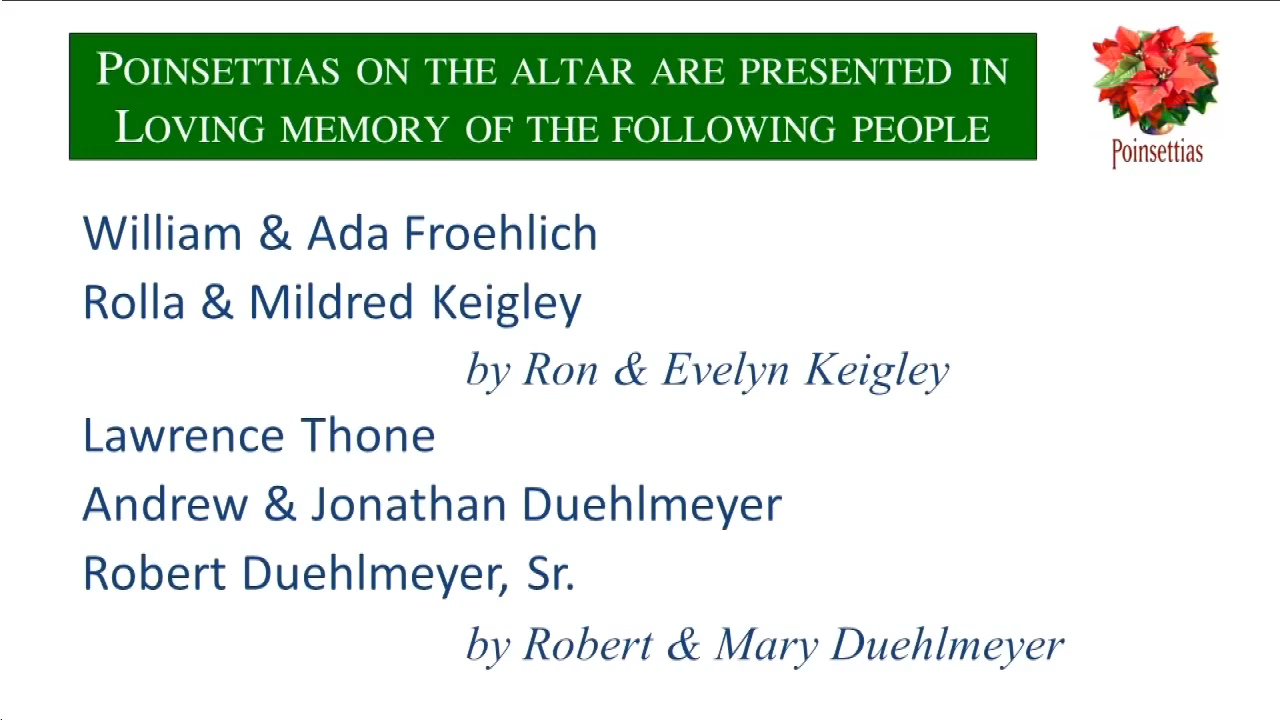 POINSETTIAS ON THE ALTAR ARE PRESENTED IN
LOVING MEMORY OF THE FOLLOWING PEOPLE
Poinsettias
William & Ada Froehlich
Rolla & Mildred Keigley
by Ron & Evelyn Keigley
Lawrence Thone
Andrew & Jonathan Duehlmeyer
Robert Duehlmeyer, Sr.
by Robert & Mary Duehlmeyer